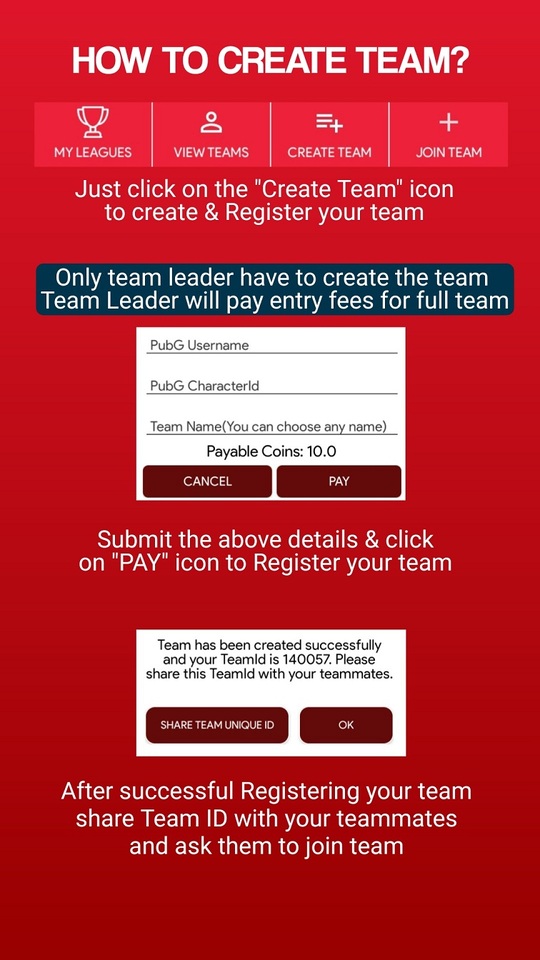 HOW TO CREATE TEAM?
MY LEAGUES
VIEW TEAMS
CREATE TEAM
JOIN TEAM
Just click on the "Create Team" icon
to create & Register your team
Only team leader have to create the team
Team Leader will pay entry fees for full team
PubG Username
PubG CharacterId
Team Name(You can choose any name)
Payable Coins: 10.0
CANCEL
PAY
Submit the above details & click
on "PAY" icon to Register your team
Team has been created successfully
and your TeamId is 140057. Please
share this TeamId with your teammates.
SHARE TEAM UNIQUE ID
OK
After successful Registering your team
share Team ID with your teammates
and ask them to join team